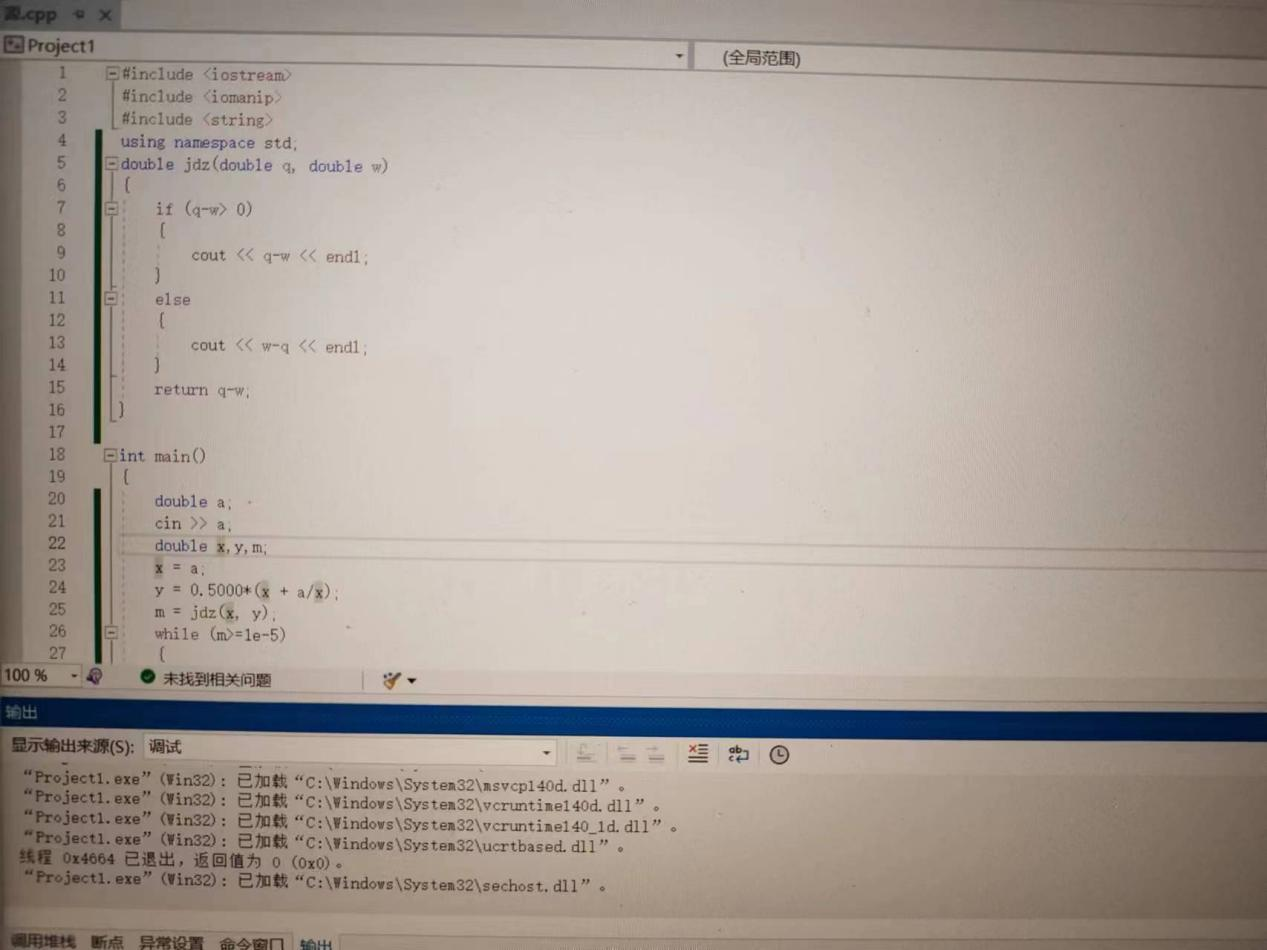 源.cpp
Project1
(全局范围)
1 #include <iostream>
2 #include <iomanip>
3 #include <string>
4 using namespace std;
5 double jdz(double q, double w)
6 {
7 if (q-w> 0)
8 {
9 cout << q-w << endl;
10 }
11 else
12 {
13 cout << w-q << endl;
14 }
15 return q-w;
16 }
17
18 int main()
19 {
20 double a;
21 cin >> a;
22 double x,y,m;
23 x = a;
24 y = 0.5000*(x + a/x);
25 m = jdz(x, y);
26 while (m>=1e-5)
27 {
100 % 未找到相关问题
输出
显示输出来源(S): 调试
“Project1.exe” (Win32): 已加载“C:\Windows\System32\msvcp140d.dll”。
“Project1.exe” (Win32): 已加载“C:\Windows\System32\vcruntime140d.dll”。
“Project1.exe” (Win32): 已加载“C:\Windows\System32\vcruntime140_1d.dll”。
“Project1.exe” (Win32): 已加载“C:\Windows\System32\ucrtbased.dll”。
线程 0x4664 已退出，返回值为 0 (0x0)。
“Project1.exe” (Win32): 已加载“C:\Windows\System32\sechost.dll”。
调用堆栈 断点 异常设置 命令窗口 输出